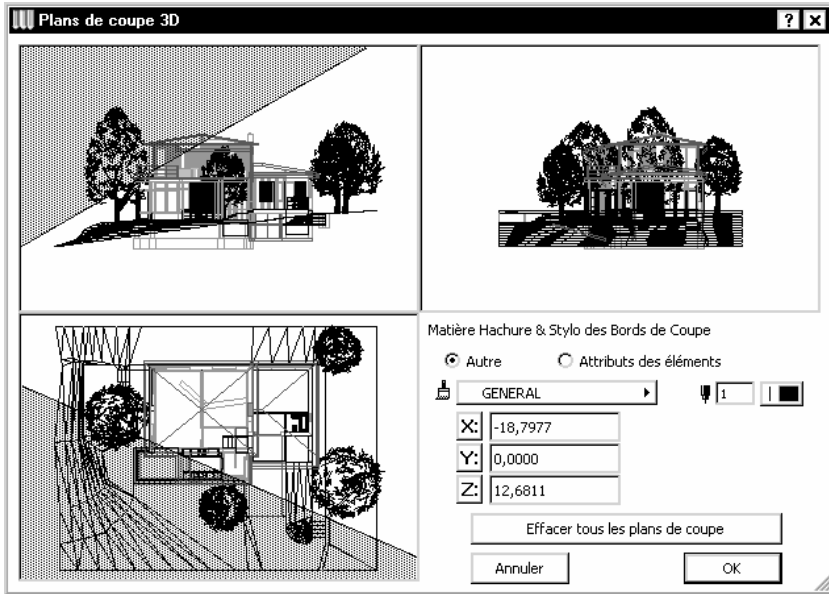 Plans de coupe 3D
Matière Hachure & Stylo des Bords de Coupe
Autre Attributs des éléments
GENERAL 1
X: -18,7977
Y: 0,0000
Z: 12,6811
Effacer tous les plans de coupe
Annuler OK